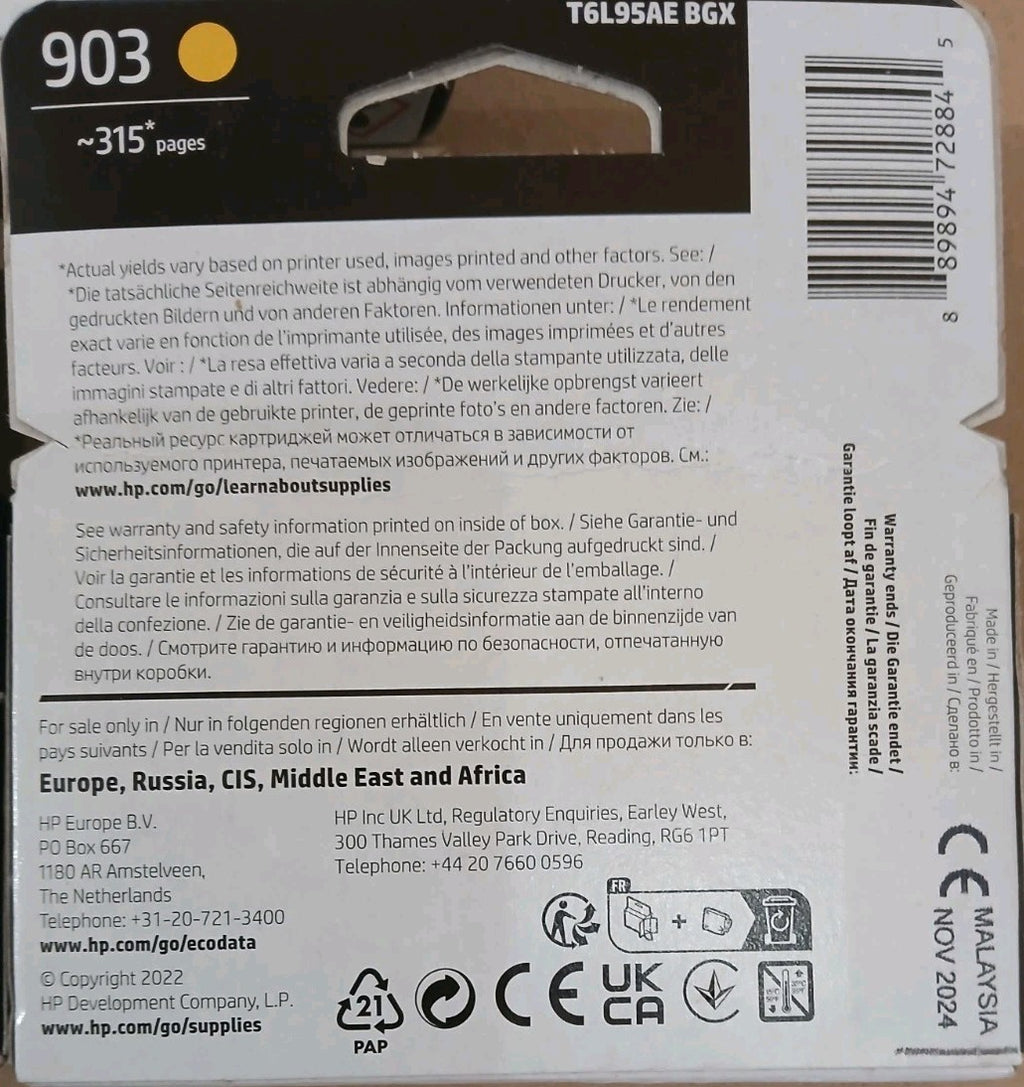 T6L95AE BGX
903
~315* pages
*Actual yields vary based on printer used, images printed and other factors. See: /
*Die tatsächliche Seitenreichweite ist abhängig vom verwendeten Drucker, von den
gedruckten Bildern und von anderen Faktoren. Informationen unter: / *Le rendement
exact varie en fonction de l'imprimante utilisée, des images imprimées et d'autres
facteurs. Voir : / *La resa effettiva varia a seconda della stampante utilizzata, delle
immagini stampate e di altri fattori. Vedere: / *De werkelijke opbrengst varieert
afhankelijk van de gebruikte printer, de geprinte foto's en andere factoren. Zie: /
*Реальный ресурс картриджей может отличаться в зависимости от
используемого принтера, печатаемых изображений и других факторов. См.:
www.hp.com/go/learnaboutsupplies
See warranty and safety information printed on inside of box. / Siehe Garantie- und
Sicherheitsinformationen, die auf der Innenseite der Packung aufgedruckt sind. /
Voir la garantie et les informations de sécurité à l'intérieur de l'emballage. /
Consultare le informazioni sulla garanzia e sulla sicurezza stampate all'interno
della confezione. / Zie de garantie- en veiligheidsinformatie aan de binnenzijde van
de doos. / Смотрите гарантию и информацию по безопасности, отпечатанную
внутри коробки.
For sale only in / Nur in folgenden regionen erhältlich / En vente uniquement dans les
pays suivants / Per la vendita solo in / Wordt alleen verkocht in / Для продажи только в:
Europe, Russia, CIS, Middle East and Africa
HP Europe B.V.
PO Box 667
1180 AR Amstelveen,
The Netherlands
Telephone: +31-20-721-3400
www.hp.com/go/ecodata
© Copyright 2022
HP Development Company, L.P.
www.hp.com/go/supplies
HP Inc UK Ltd, Regulatory Enquiries, Earley West,
300 Thames Valley Park Drive, Reading, RG6 1PT
Telephone: +44 20 7660 0596
FR
+
21
PAP
CE
UK
CA
8 89894 72884 5
Warranty ends / Die Garantie endet /
Fin de garantie / La garanzia scade /
Garantie loopt af / Дата окончания гарантии:
Made in / Hergestellt in /
Fabriqué en / Prodotto in /
Geproduceerd in / Сделано в:
CE
MALAYSIA
NOV 2024